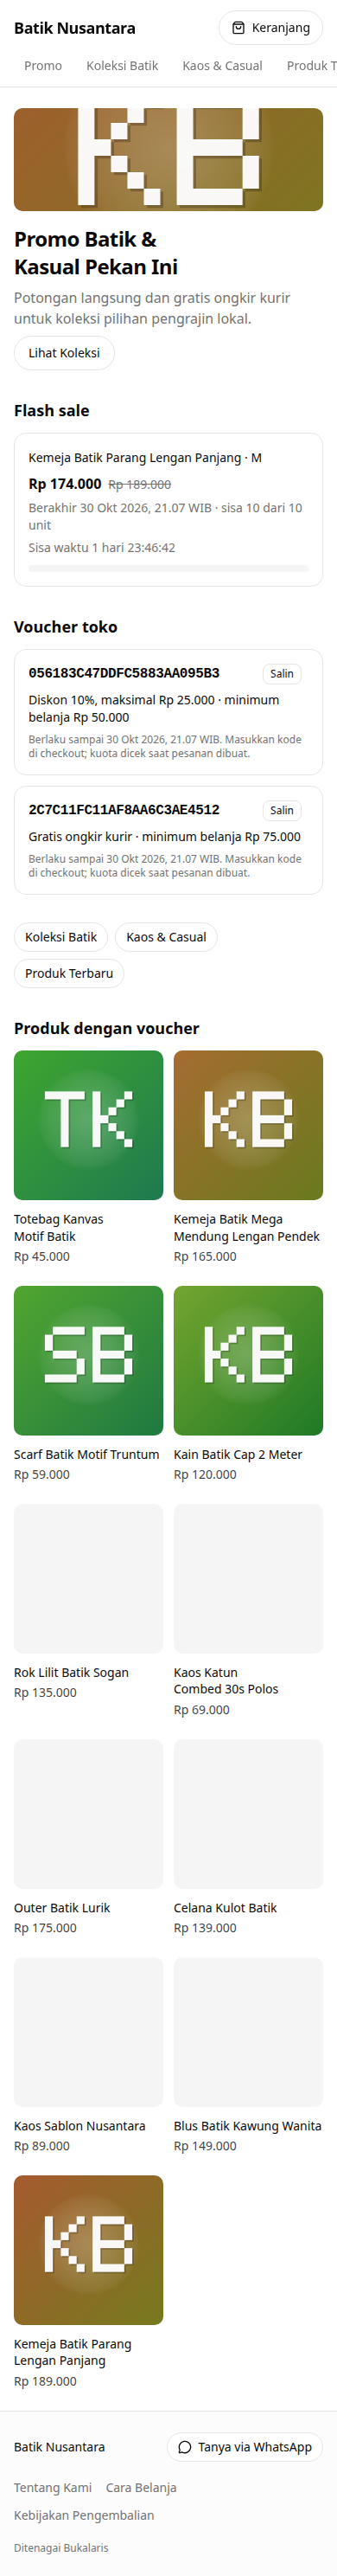 Batik Nusantara
Keranjang
Promo
Koleksi Batik
Kaos & Casual
Produk T
KB
Promo Batik &
Kasual Pekan Ini
Potongan langsung dan gratis ongkir kurir
untuk koleksi pilihan pengrajin lokal.
Lihat Koleksi
Flash sale
Kemeja Batik Parang Lengan Panjang · M
Rp 174.000 Rp 189.000
Berakhir 30 Okt 2026, 21.07 WIB · sisa 10 dari 10
unit
Sisa waktu 1 hari 23:46:42
Voucher toko
056183C47DDFC5883AA095B3
Salin
Diskon 10%, maksimal Rp 25.000 · minimum
belanja Rp 50.000
Berlaku sampai 30 Okt 2026, 21.07 WIB. Masukkan kode
di checkout; kuota dicek saat pesanan dibuat.
2C7C11FC11AF8AA6C3AE4512
Salin
Gratis ongkir kurir · minimum belanja Rp 75.000
Berlaku sampai 30 Okt 2026, 21.07 WIB. Masukkan kode
di checkout; kuota dicek saat pesanan dibuat.
Koleksi Batik
Kaos & Casual
Produk Terbaru
Produk dengan voucher
TK
Totebag Kanvas
Motif Batik
Rp 45.000
KB
Kemeja Batik Mega
Mendung Lengan Pendek
Rp 165.000
SB
Scarf Batik Motif Truntum
Rp 59.000
KB
Kain Batik Cap 2 Meter
Rp 120.000
Rok Lilit Batik Sogan
Rp 135.000
Kaos Katun
Combed 30s Polos
Rp 69.000
Outer Batik Lurik
Rp 175.000
Celana Kulot Batik
Rp 139.000
Kaos Sablon Nusantara
Rp 89.000
Blus Batik Kawung Wanita
Rp 149.000
KB
Kemeja Batik Parang
Lengan Panjang
Rp 189.000
Batik Nusantara
Tanya via WhatsApp
Tentang Kami
Cara Belanja
Kebijakan Pengembalian
Ditenagai Bukalaris